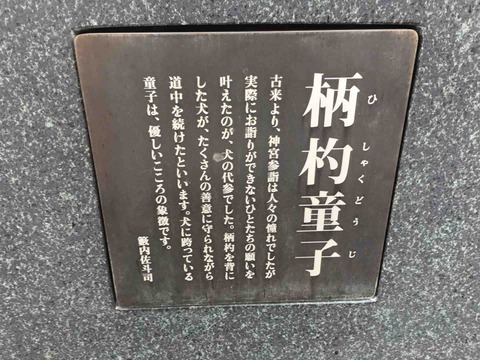 柄杓童子
ひしゃくどうじ
古来より、神宮参詣は人々の憧れでしたが
実際にお詣りができないひとたちの願いを
叶えたのが、犬の代参でした。柄杓を背に
した犬が、たくさんの善意に守られながら
道中を続けたといいます。犬に跨っている
童子は、優しいこころの象徴です。
籔内佐斗司